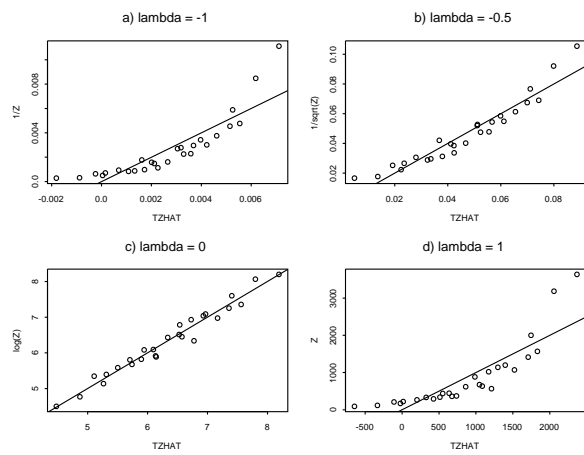 a) lambda = -1
b) lambda = -0.5
1/Z
0.0 0.004 0.008
-0.002 0.0 0.002 0.004 0.006
TZHAT
1/sqrt(Z)
0.02 0.04 0.06 0.08 0.10
0.02 0.04 0.06 0.08
TZHAT
c) lambda = 0
d) lambda = 1
log(Z)
5 6 7 8
5 6 7 8
TZHAT
Z
0 1000 2000 3000
-500 0 500 1000 1500 2000
TZHAT